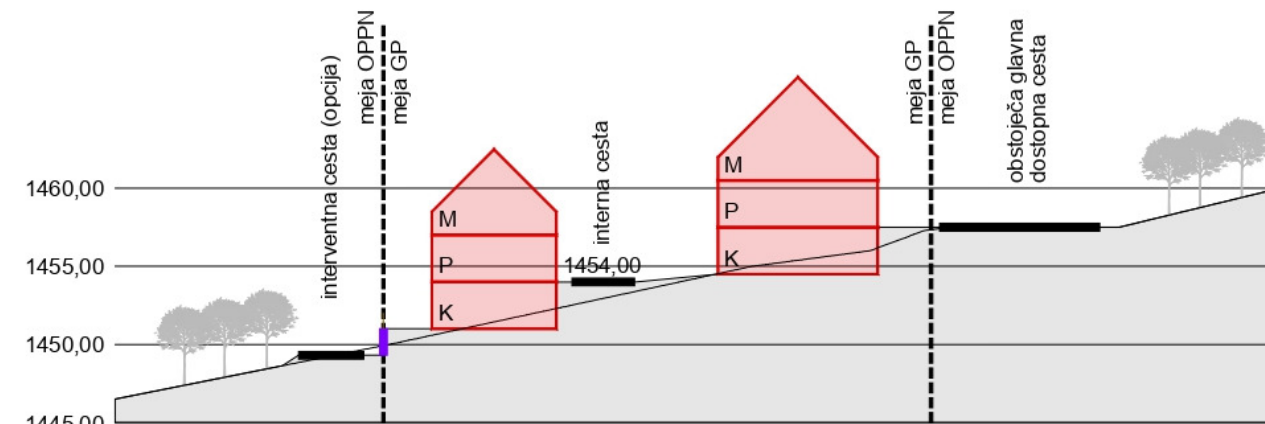 interventna cesta (opcija)
meja OPPN
meja GP
interna cesta
meja GP
meja OPPN
obstoječa glavna
dostopna cesta
M
P
K
1454,00
M
P
K
1460,00
1455,00
1450,00
1445,00